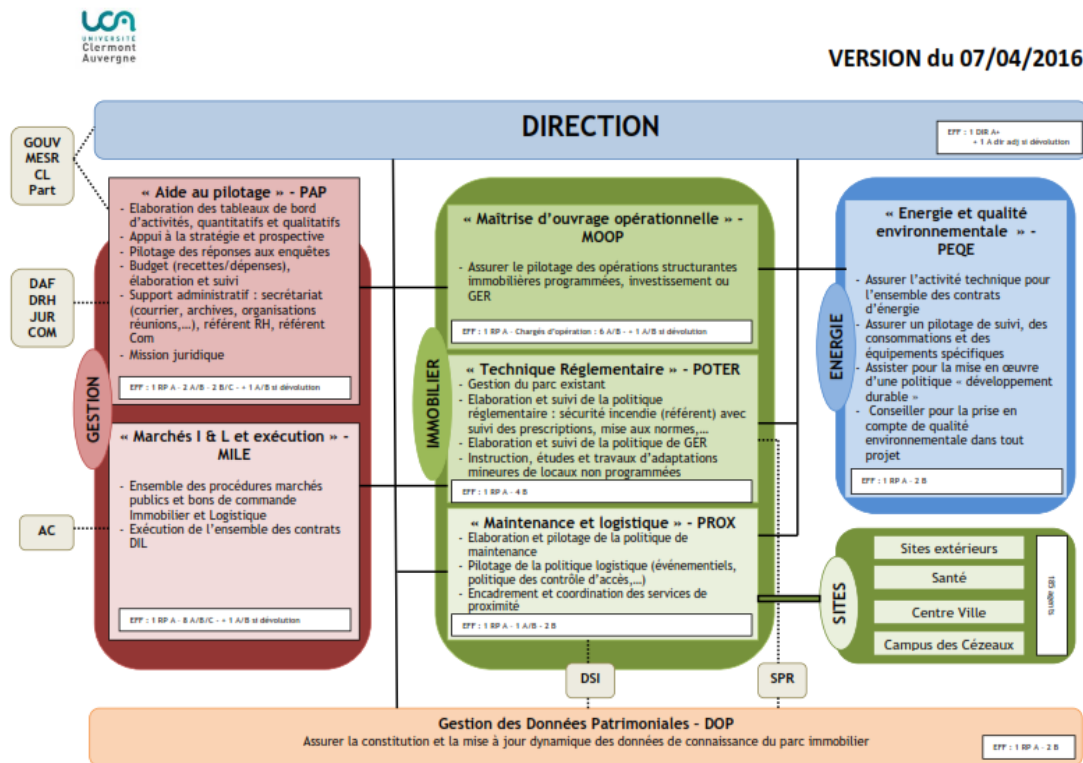 UCA
UNIVERSITÉ
Clermont
Auvergne
VERSION du 07/04/2016
DIRECTION
EFF : 1 DIR A+
+ 1 A dir adj si dévolution
GOUV
MESR
CL
Part
DAF
DRH
JUR
COM
AC
GESTION
« Aide au pilotage » - PAP
- Elaboration des tableaux de bord
d'activités, quantitatifs et qualitatifs
- Appui à la stratégie et prospective
- Pilotage des réponses aux enquêtes
- Budget (recettes/dépenses),
élaboration et suivi
- Support administratif : secrétariat
(courrier, archives, organisations
réunions,…), référent RH, référent
Com
- Mission juridique
EFF : 1 RP A - 2 A/B - 2 B/C - + 1 A/B si dévolution
« Marchés I & L et exécution » -
MILE
- Ensemble des procédures marchés
publics et bons de commande
Immobilier et Logistique
- Exécution de l'ensemble des contrats
DIL
EFF : 1 RP A - 8 A/B/C - + 1 A/B si dévolution
IMMOBILIER
« Maîtrise d'ouvrage opérationnelle » -
MOOP
- Assurer le pilotage des opérations structurantes
immobilières programmées, investissement ou
GER
EFF : 1 RP A - Chargés d'opération : 6 A/B - + 1 A/B si dévolution
« Technique Réglementaire » - POTER
- Gestion du parc existant
- Elaboration et suivi de la politique
réglementaire : sécurité incendie (référent) avec
suivi des prescriptions, mise aux normes,…
- Elaboration et suivi de la politique de GER
- Instruction, études et travaux d'adaptations
mineures de locaux non programmées
EFF : 1 RP A - 4 B
« Maintenance et logistique » - PROX
- Elaboration et pilotage de la politique de
maintenance
- Pilotage de la politique logistique (événementiels,
politique des contrôle d'accès,…)
- Encadrement et coordination des services de
proximité
EFF : 1 RP A - 1 A/B - 2 B
ENERGIE
« Energie et qualité
environnementale » -
PEQE
- Assurer l'activité technique pour
l'ensemble des contrats
d'énergie
- Assurer un pilotage de suivi, des
consommations et des
équipements spécifiques
- Assister pour la mise en œuvre
d'une politique « développement
durable »
- Conseiller pour la prise en
compte de qualité
environnementale dans tout
projet
EFF : 1 RP A - 2 B
SITES
Sites extérieurs
Santé
Centre Ville
Campus des Cézeaux
185 agents
DSI
SPR
Gestion des Données Patrimoniales - DOP
Assurer la constitution et la mise à jour dynamique des données de connaissance du parc immobilier
EFF : 1 RP A - 2 B